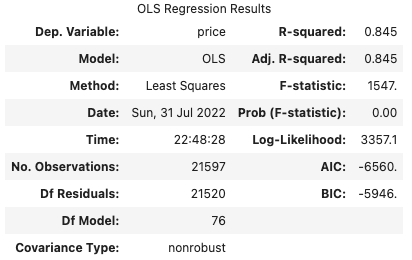 OLS Regression Results
Dep. Variable: price R-squared: 0.845
Model: OLS Adj. R-squared: 0.845
Method: Least Squares F-statistic: 1547.
Date: Sun, 31 Jul 2022 Prob (F-statistic): 0.00
Time: 22:48:28 Log-Likelihood: 3357.1
No. Observations: 21597 AIC: -6560.
Df Residuals: 21520 BIC: -5946.
Df Model: 76
Covariance Type: nonrobust